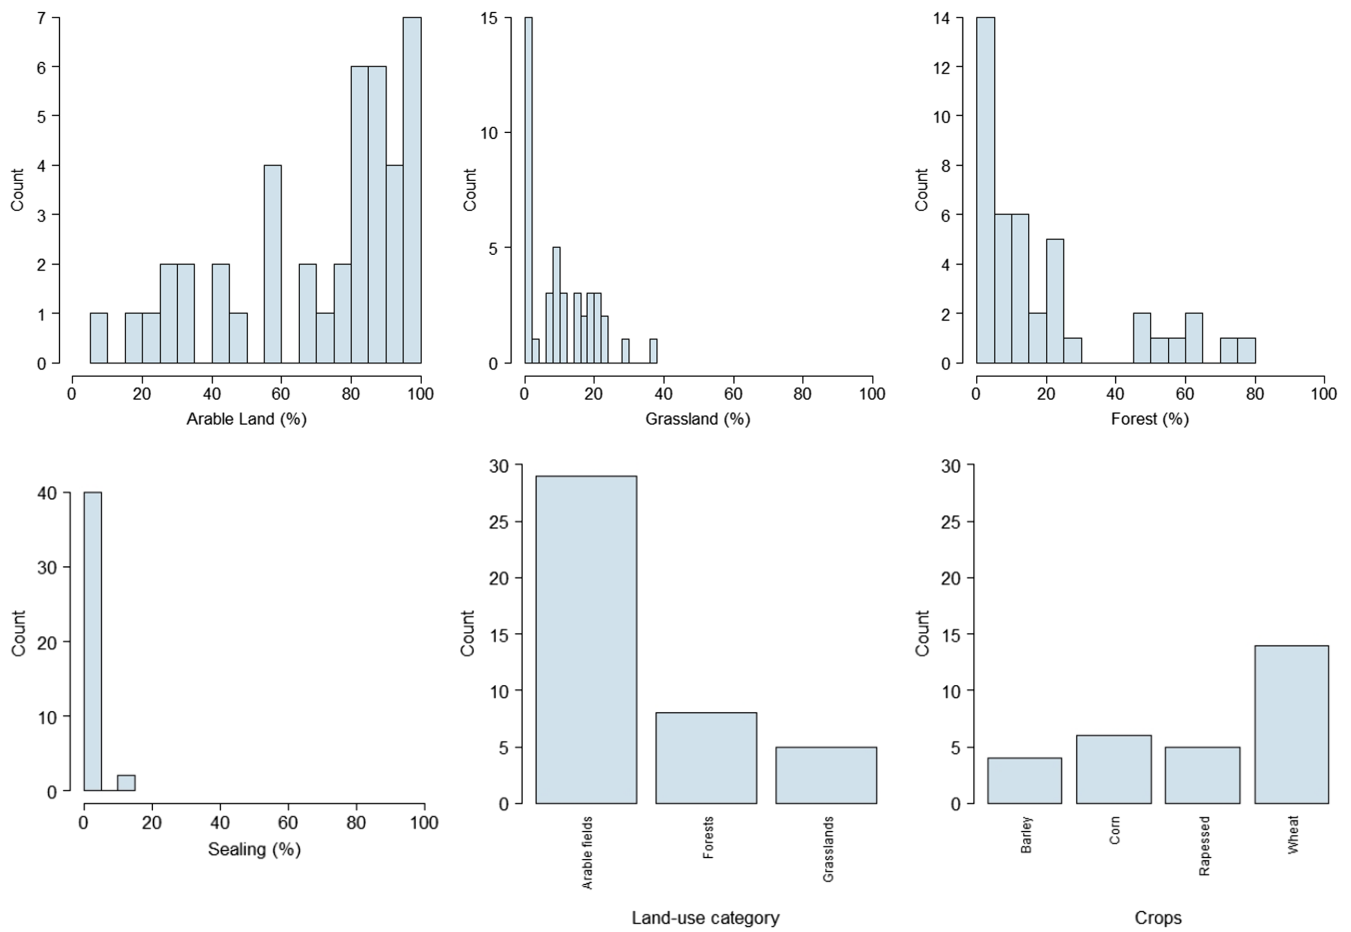 7
6
5
4
3
2
1
0
Count
0 20 40 60 80 100
Arable Land (%)
15
10
5
0
Count
0 20 40 60 80 100
Grassland (%)
14
12
10
8
6
4
2
0
Count
0 20 40 60 80 100
Forest (%)
40
30
20
10
0
Count
0 20 40 60 80 100
Sealing (%)
30
25
20
15
10
5
0
Count
Arable fields
Forests
Grasslands
Land-use category
30
25
20
15
10
5
0
Count
Barley
Corn
Rapessed
Wheat
Crops